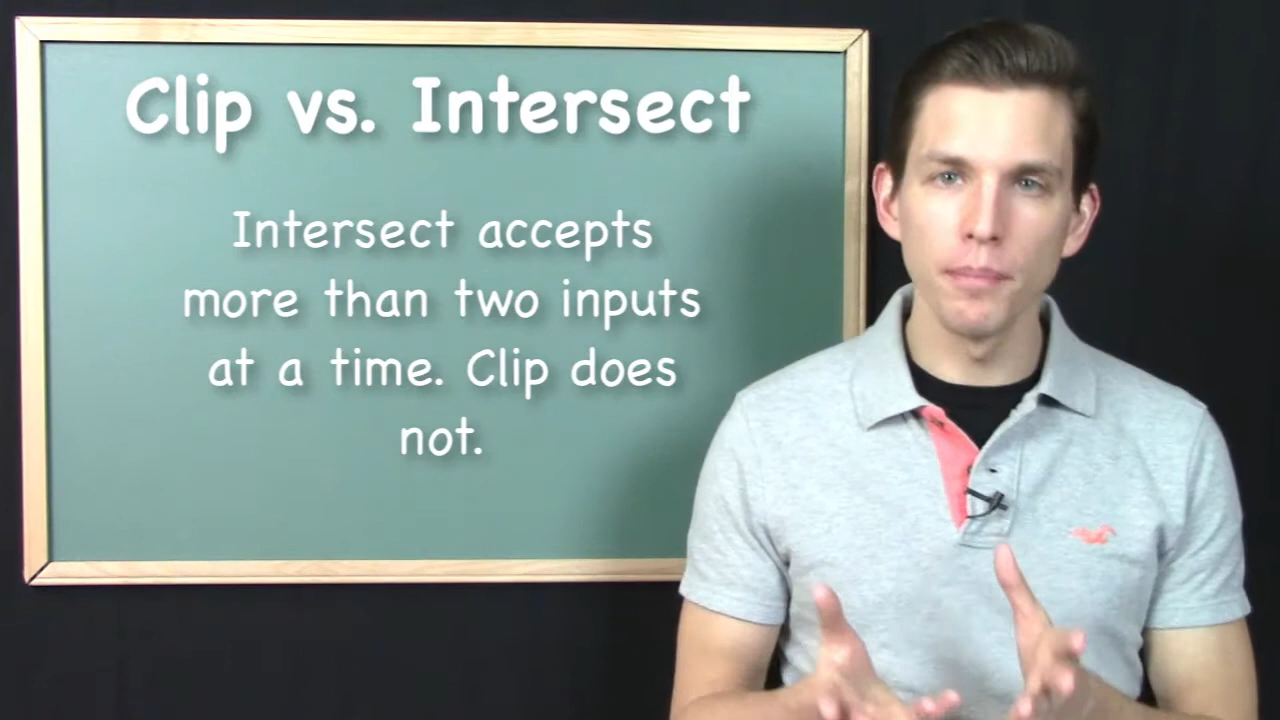 Clip vs. Intersect
Intersect accepts
more than two inputs
at a time. Clip does
not.